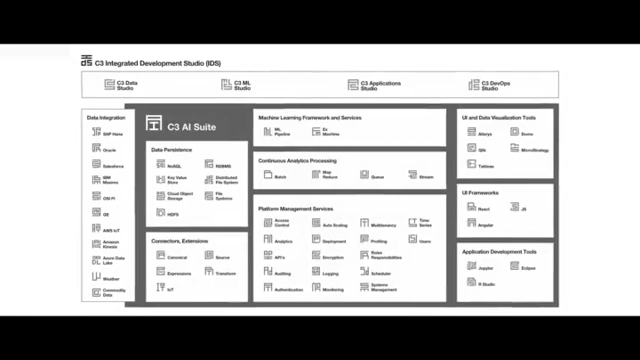 C3 Integrated Development Studio (IDS)
C3 Data
Studio
C3 ML
Studio
C3 Applications
Studio
C3 DevOps
Studio
Data Integration
SAP Hana
Oracle
Salesforce
IBM
Maximo
OSI PI
GE
AWS IoT
Amazon
Kinesis
Azure Data
Lake
Weather
Commodity
Data
C3 AI Suite
Data Persistence
NoSQL
RDBMS
Key Value
Store
Distributed
File System
Cloud Object
Storage
File
Systems
HDFS
Connectors, Extensions
Canonical
Source
Expressions
Transform
IoT
Machine Learning Framework and Services
ML
Pipeline
Ex
Machine
Continuous Analytics Processing
Batch
Map
Reduce
Queue
Stream
Platform Management Services
Access
Control
Auto Scaling
Multitenancy
Time
Series
Analytics
Deployment
Profiling
Users
API's
Encryption
Roles
Responsibilities
Auditing
Logging
Scheduler
Authentication
Monitoring
Systems
Management
UI and Data Visualization Tools
Alteryx
Qlik
MicroStrategy
Tableau
UI Frameworks
React
JS
Angular
Application Development Tools
Jupyter
Eclipse
R Studio